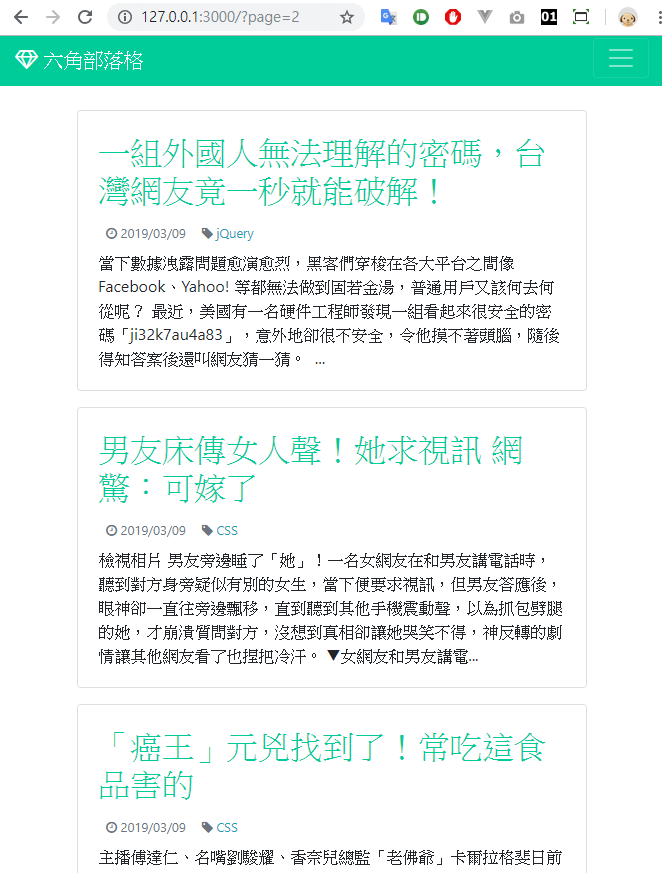 127.0.0.1:3000/?page=2
01
六角部落格
一組外國人無法理解的密碼，台
灣網友竟一秒就能破解！
2019/03/09 jQuery
當下數據洩露問題愈演愈烈，黑客們穿梭在各大平台之間像
Facebook、Yahoo! 等都無法做到固若金湯，普通用戶又該何去何
從呢？ 最近，美國有一名硬件工程師發現一組看起來很安全的密
碼「ji32k7au4a83」，意外地卻很不安全，令他摸不著頭腦，隨後
得知答案後還叫網友猜一猜。 ...
男友床傳女人聲！她求視訊 網
驚：可嫁了
2019/03/09 CSS
檢視相片 男友旁邊睡了「她」！一名女網友在和男友講電話時，
聽到對方身旁疑似有別的女生，當下便要求視訊，但男友答應後，
眼神卻一直往旁邊飄移，直到聽到其他手機震動聲，以為抓包劈腿
的她，才崩潰質問對方，沒想到真相卻讓她哭笑不得，神反轉的劇
情讓其他網友看了也捏把冷汗。 ▼女網友和男友講電...
「癌王」元兇找到了！常吃這食
品害的
2019/03/09 CSS
主播傅達仁、名嘴劉駿耀、香奈兒總監「老佛爺」卡爾拉格斐日前